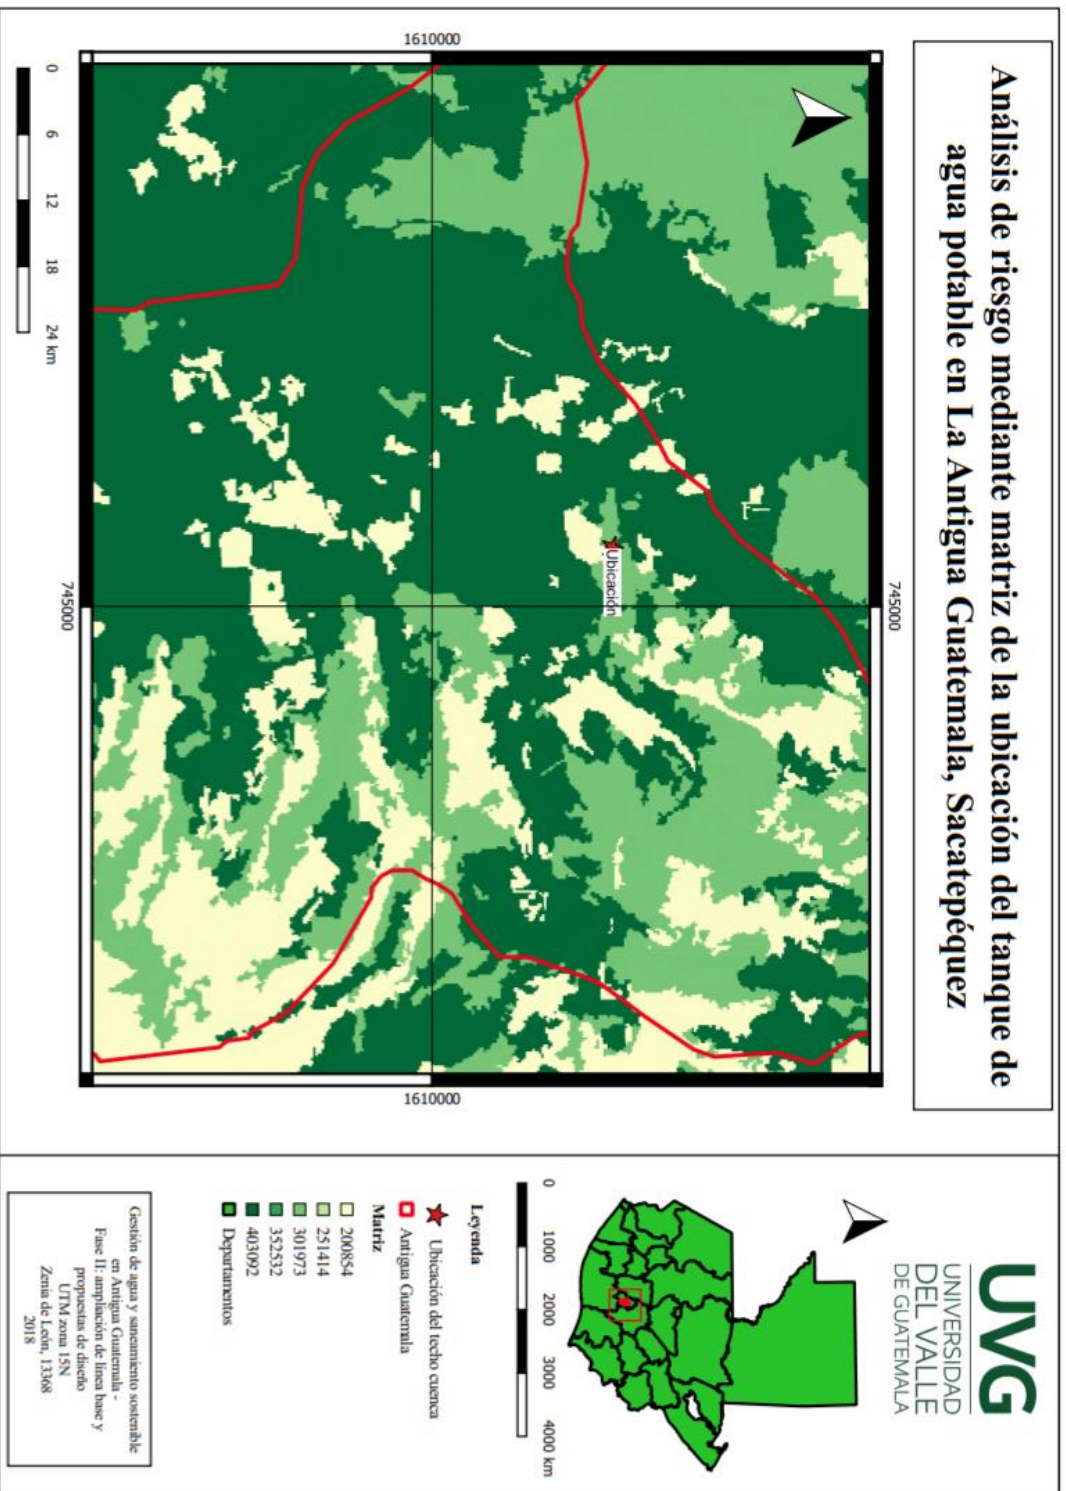 Análisis de riesgo mediante matriz de la ubicación del tanque de
agua potable en La Antigua Guatemala, Sacatepéquez
1610000
745000
745000
1610000
Ubicación
0 6 12 18 24 km
UVG
UNIVERSIDAD
DEL VALLE
DE GUATEMALA
0 1000 2000 3000 4000 km
Leyenda
Ubicación del techo cuenca
Antigua Guatemala
Matriz
200854
251414
301973
352532
403092
Departamentos
Gestión de agua y saneamiento sostenible
en Antigua Guatemala -
Fase II: ampliación de línea base y
propuestas de diseño
UTM zona 15N
Zenia de León, 13368
2018